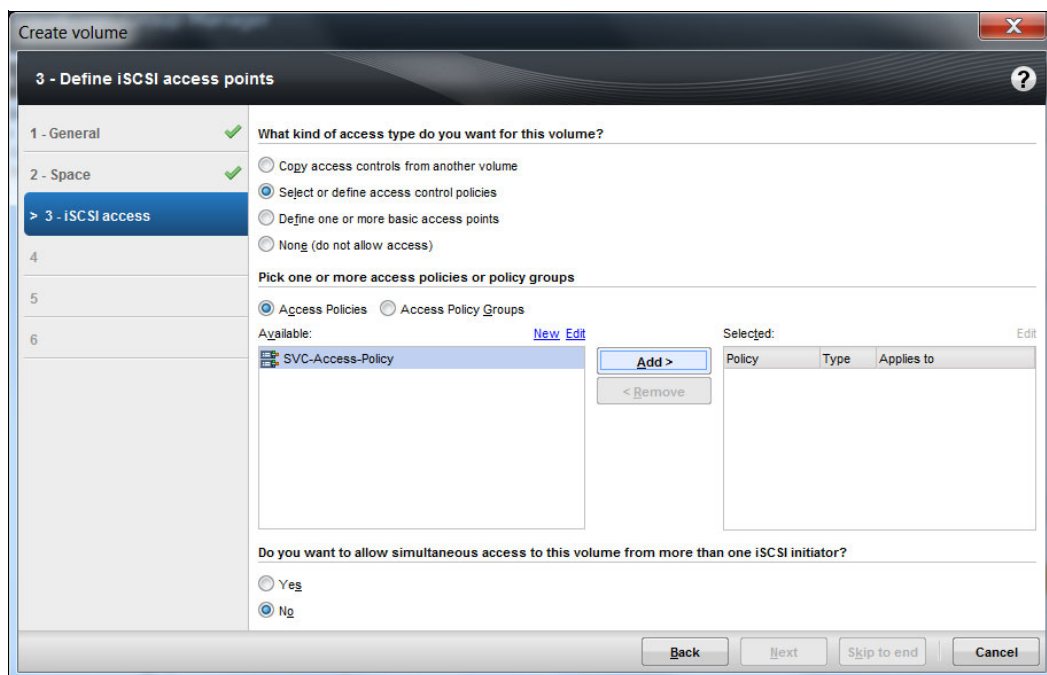 Create volume
X
3 - Define iSCSI access points
?
1 - General
2 - Space
> 3 - iSCSI access
4
5
6
What kind of access type do you want for this volume?
Copy access controls from another volume
Select or define access control policies
Define one or more basic access points
None (do not allow access)
Pick one or more access policies or policy groups
Access Policies Access Policy Groups
Available: New Edit
SVC-Access-Policy
Add >
< Remove
Selected: Edit
Policy Type Applies to
Do you want to allow simultaneous access to this volume from more than one iSCSI initiator?
Yes
No
Back Next Skip to end Cancel